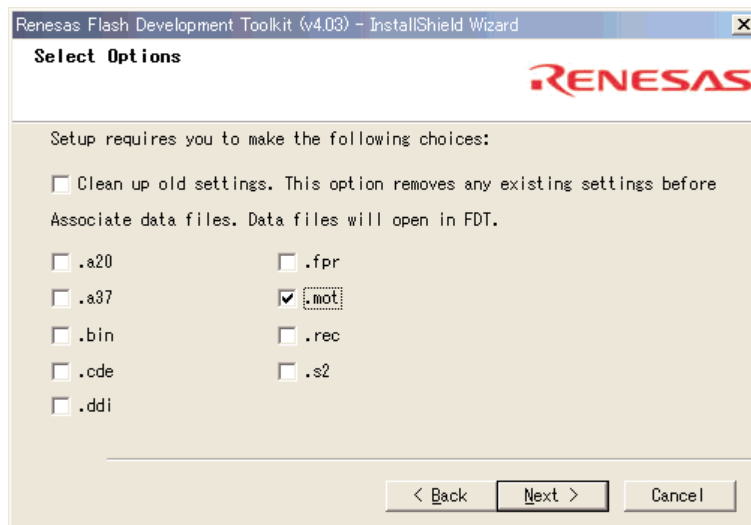 Renesas Flash Development Toolkit (v4.03) - InstallShield Wizard
Select Options
RENESAS
Setup requires you to make the following choices:
Clean up old settings. This option removes any existing settings before
Associate data files. Data files will open in FDT.
.a20
.fpr
.a37
.mot
.bin
.rec
.cde
.s2
.ddi
< Back
Next >
Cancel